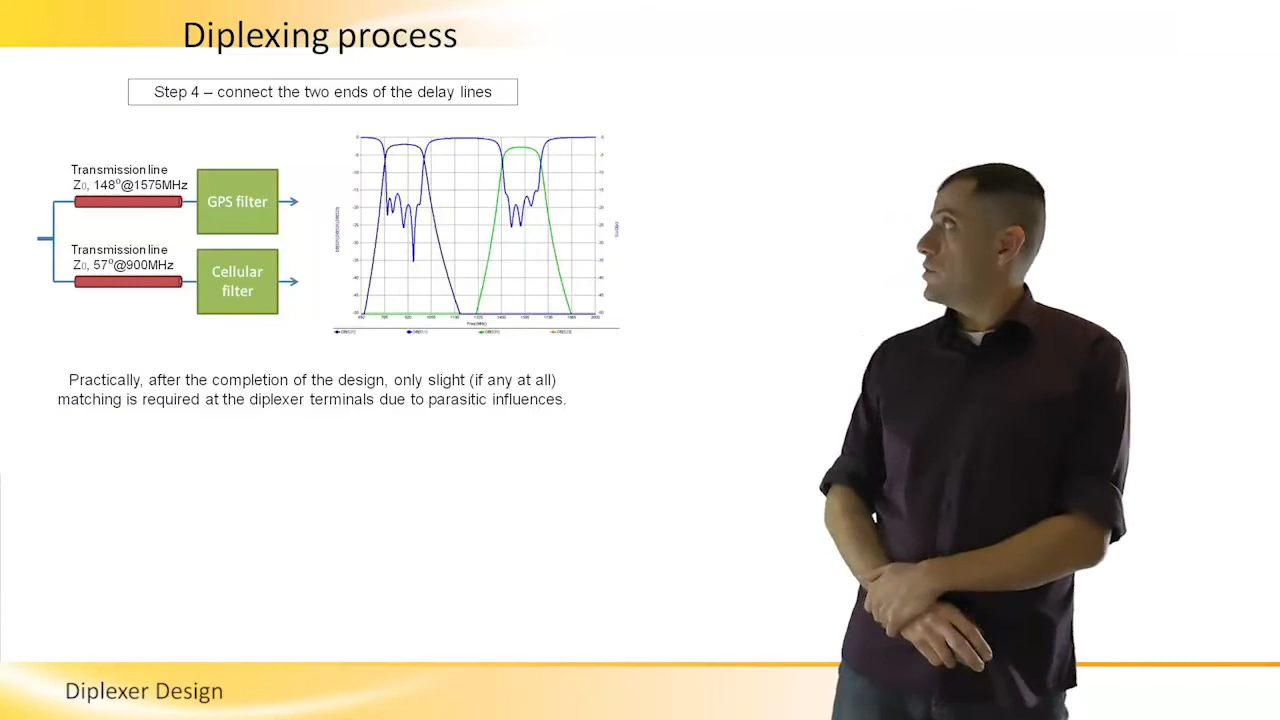 Diplexing process
Step 4 – connect the two ends of the delay lines
Transmission line
Z0, 148o@1575MHz
GPS filter
Transmission line
Z0, 57o@900MHz
Cellular
filter
Practically, after the completion of the design, only slight (if any at all)
matching is required at the diplexer terminals due to parasitic influences.
Diplexer Design